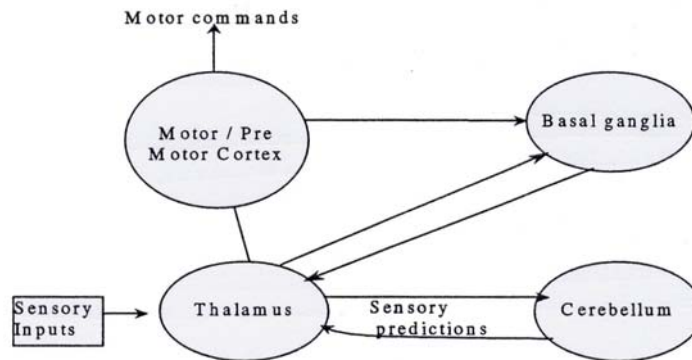 Motor commands
Motor / Pre
Motor Cortex
Basal ganglia
Sensory
Inputs
Thalamus
Sensory
predictions
Cerebellum